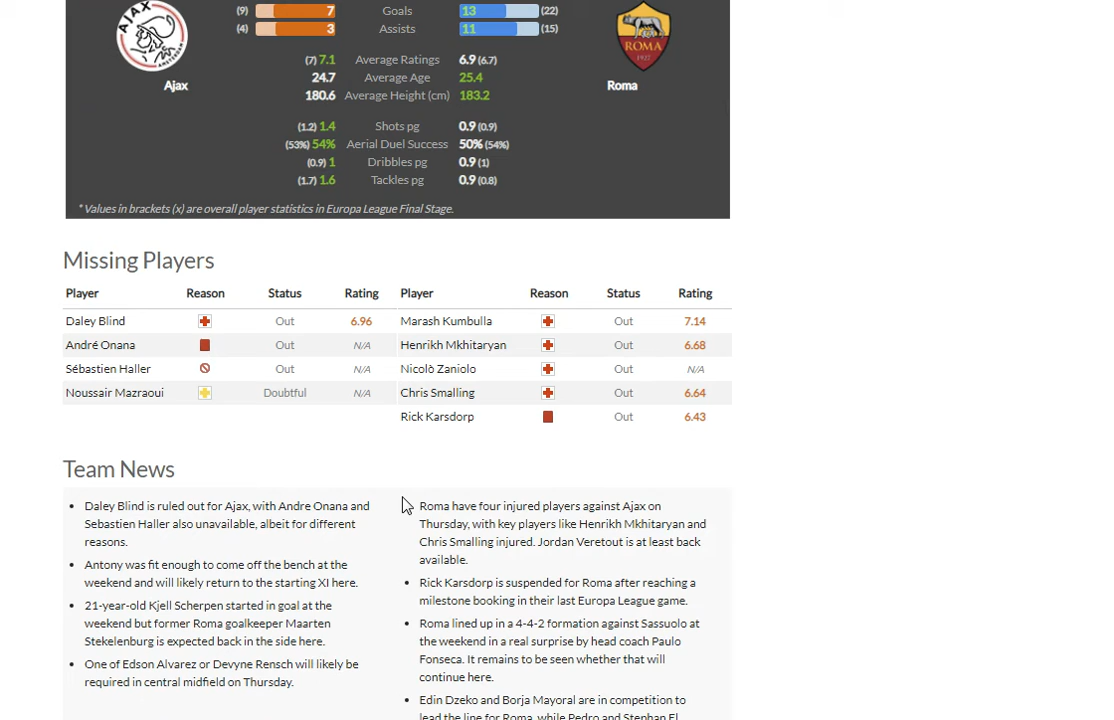 AJAX
AMSTERDAM
ROMA
1927
(9) 7 Goals 13 (22)
(4) 3 Assists 11 (15)
Ajax
Roma
(7) 7.1 Average Ratings 6.9 (6.7)
24.7 Average Age 25.4
180.6 Average Height (cm) 183.2
(1.2) 1.4 Shots pg 0.9 (0.9)
(53%) 54% Aerial Duel Success 50% (54%)
(0.9) 1 Dribbles pg 0.9 (1)
(1.7) 1.6 Tackles pg 0.9 (0.8)
* Values in brackets (x) are overall player statistics in Europa League Final Stage.
Missing Players
Player Reason Status Rating Player Reason Status Rating
Daley Blind Out 6.96 Marash Kumbulla Out 7.14
André Onana Out N/A Henrikh Mkhitaryan Out 6.68
Sébastien Haller Out N/A Nicolò Zaniolo Out N/A
Noussair Mazraoui Doubtful N/A Chris Smalling Out 6.64
Rick Karsdorp Out 6.43
Team News
Daley Blind is ruled out for Ajax, with Andre Onana and
Sebastien Haller also unavailable, albeit for different
reasons.
Antony was fit enough to come off the bench at the
weekend and will likely return to the starting XI here.
21-year-old Kjell Scherpen started in goal at the
weekend but former Roma goalkeeper Maarten
Stekelenburg is expected back in the side here.
One of Edson Alvarez or Devyne Rensch will likely be
required in central midfield on Thursday.
Roma have four injured players against Ajax on
Thursday, with key players like Henrikh Mkhitaryan and
Chris Smalling injured. Jordan Veretout is at least back
available.
Rick Karsdorp is suspended for Roma after reaching a
milestone booking in their last Europa League game.
Roma lined up in a 4-4-2 formation against Sassuolo at
the weekend in a real surprise by head coach Paulo
Fonseca. It remains to be seen whether that will
continue here.
Edin Dzeko and Borja Mayoral are in competition to
lead the line for Roma, while Pedro and Stephan El